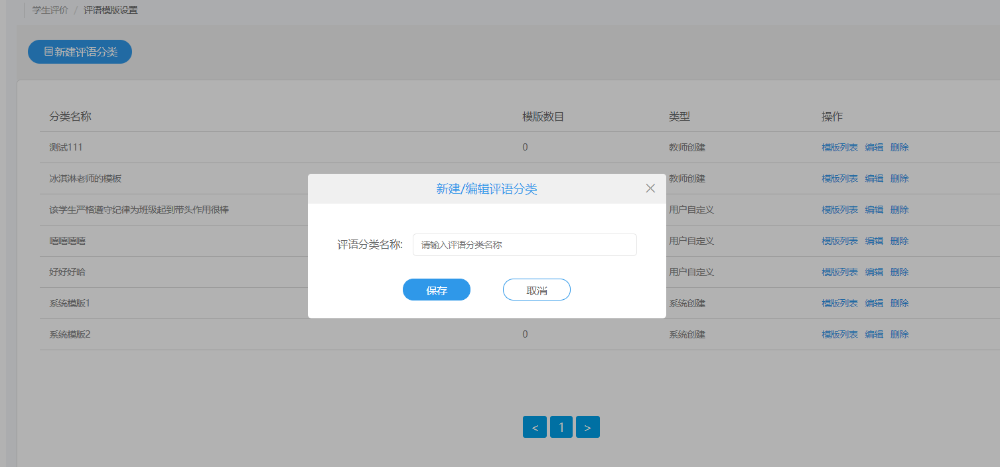 学生评价 / 评语模版设置
新建评语分类
分类名称 模版数目 类型 操作
测试111 0 教师创建 模版列表 编辑 删除
冰淇淋老师的模板 教师创建 模版列表 编辑 删除
该学生严格遵守纪律为班级起到带头作用很棒 用户自定义 模版列表 编辑 删除
嘻嘻嘻嘻 用户自定义 模版列表 编辑 删除
好好好哈 用户自定义 模版列表 编辑 删除
系统模版1 系统创建 模版列表 编辑 删除
系统模版2 0 系统创建 模版列表 编辑 删除
新建/编辑评语分类
评语分类名称: 请输入评语分类名称
保存 取消
< 1 >